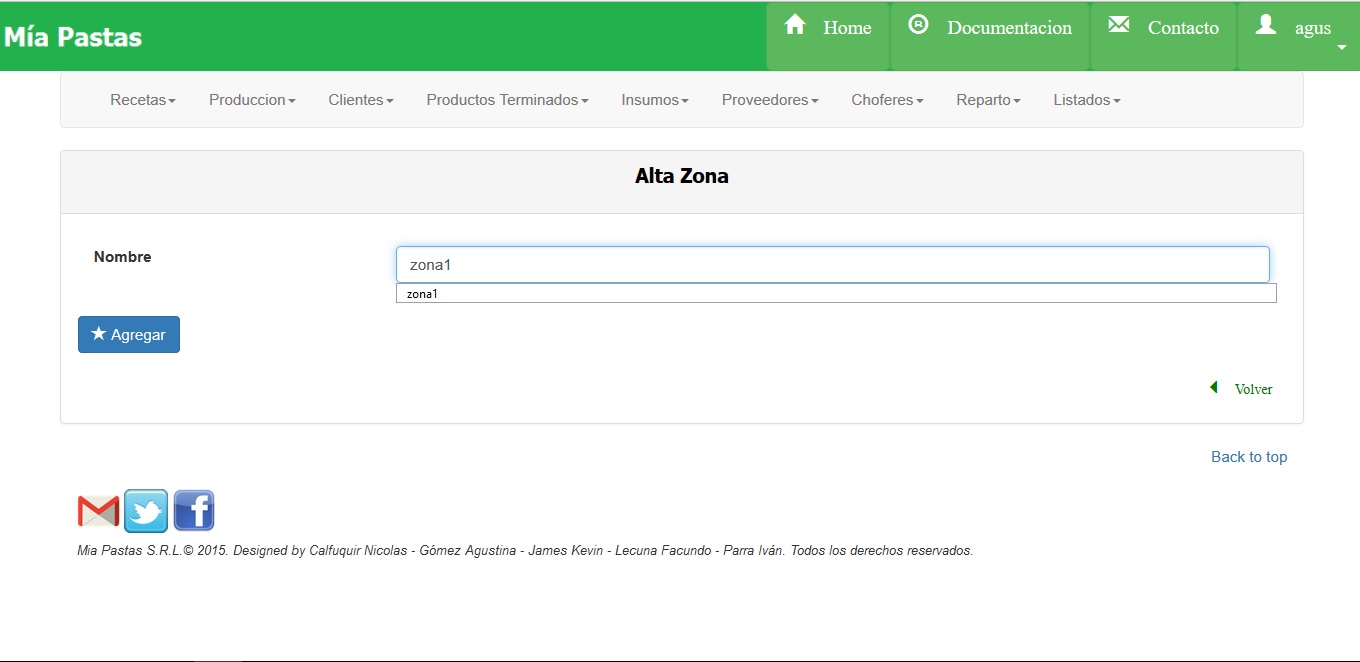 Mía Pastas Home ® Documentacion Contacto agus
Recetas Produccion Clientes Productos Terminados Insumos Proveedores Choferes Reparto Listados
Alta Zona
Nombre zona1
zona1
Agregar
Volver
Back to top
Mia Pastas S.R.L.© 2015. Designed by Calfuquir Nicolas - Gómez Agustina - James Kevin - Lecuna Facundo - Parra Iván. Todos los derechos reservados.